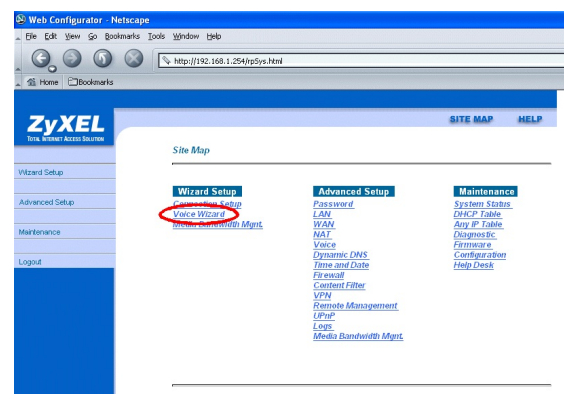 Web Configurator - Netscape
File Edit View Go Bookmarks Tools Window Help
http://192.168.1.254/rpSys.html
Home Bookmarks
SITE MAP HELP
ZyXEL
TOTAL INTERNET ACCESS SOLUTION
Site Map
Wizard Setup
Advanced Setup
Maintenance
Logout
Wizard Setup
Connection Setup
Voice Wizard
Media Bandwidth Mgnt.
Advanced Setup
Password
LAN
WAN
NAT
Voice
Dynamic DNS
Time and Date
Firewall
Content Filter
VPN
Remote Management
UPnP
Logs
Media Bandwidth Mgnt.
Maintenance
System Status
DHCP Table
Any IP Table
Diagnostic
Firmware
Configuration
Help Desk